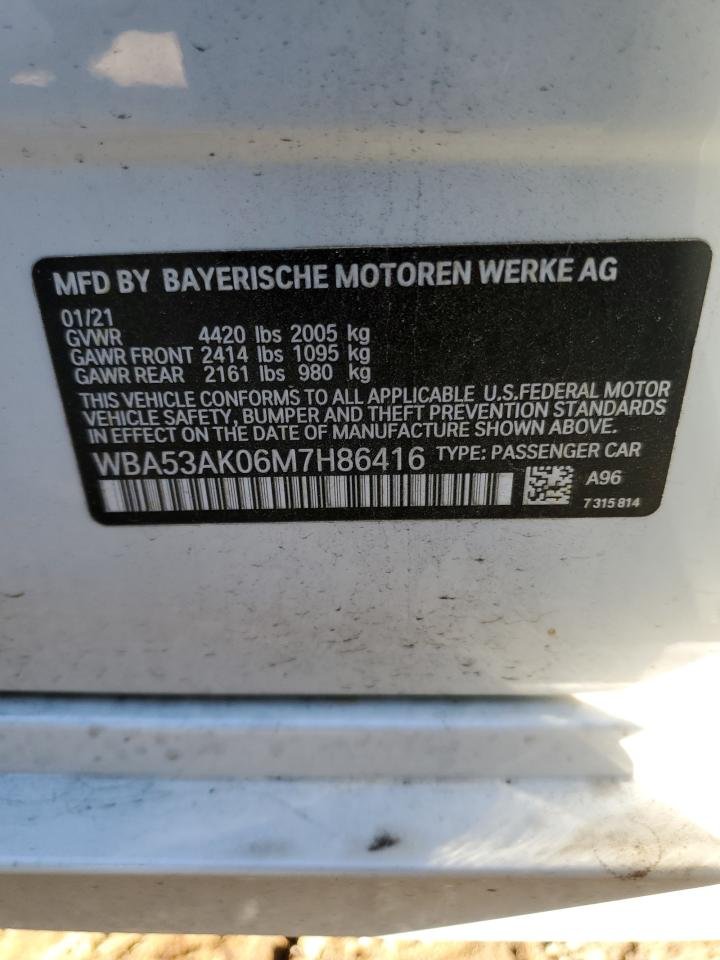 MFD BY BAYERISCHE MOTOREN WERKE AG
01/21
GVWR 4420 lbs 2005 kg
GAWR FRONT 2414 lbs 1095 kg
GAWR REAR 2161 lbs 980 kg
THIS VEHICLE CONFORMS TO ALL APPLICABLE U.S.FEDERAL MOTOR
VEHICLE SAFETY, BUMPER AND THEFT PREVENTION STANDARDS
IN EFFECT ON THE DATE OF MANUFACTURE SHOWN ABOVE.
WBA53AK06M7H86416 TYPE: PASSENGER CAR
A96
7 315 814